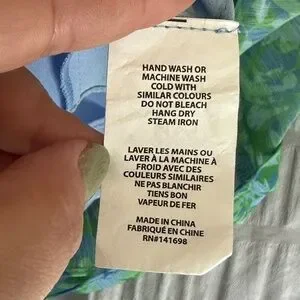 HAND WASH OR
MACHINE WASH
COLD WITH
SIMILAR COLOURS
DO NOT BLEACH
HANG DRY
STEAM IRON
LAVER LES MAINS OU
LAVER À LA MACHINE À
FROID AVEC DES
COULEURS SIMILAIRES
NE PAS BLANCHIR
TIENS BON
VAPEUR DE FER
MADE IN CHINA
FABRIQUÉ EN CHINE
RN#141698